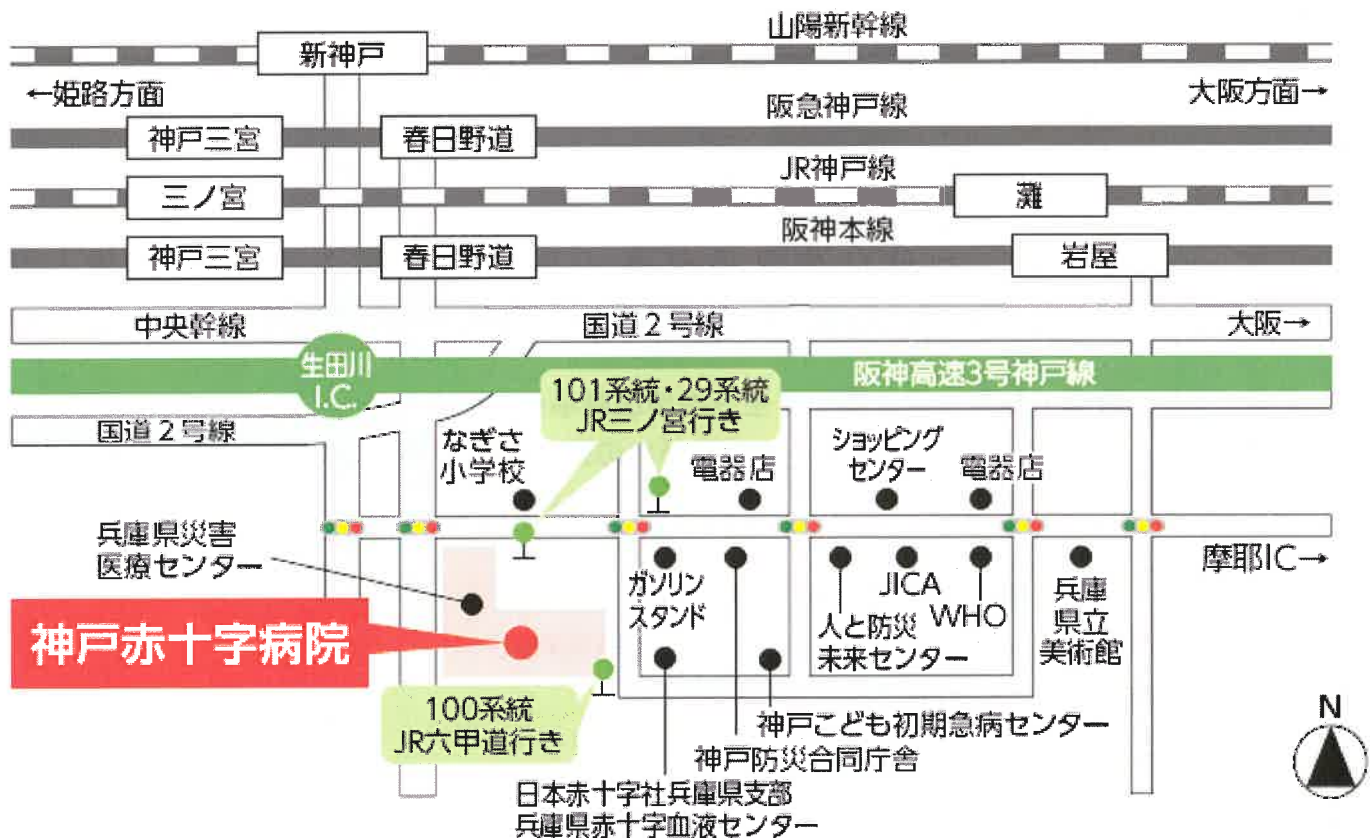 山陽新幹線
新神戸
←姫路方面
大阪方面→
阪急神戸線
神戸三宮
春日野道
JR神戸線
三ノ宮
灘
阪神本線
神戸三宮
春日野道
岩屋
中央幹線
国道2号線
大阪→
生田川
I.C.
阪神高速3号神戸線
101系統・29系統
JR三ノ宮行き
国道2号線
なぎさ
小学校
電器店
ショッピング
センター
電器店
兵庫県災害
医療センター
摩耶IC→
ガソリン
スタンド
JICA
WHO
人と防災
未来センター
兵庫
県立
美術館
神戸赤十字病院
100系統
JR六甲道行き
神戸こども初期急病センター
神戸防災合同庁舎
日本赤十字社兵庫県支部
兵庫県赤十字血液センター
N